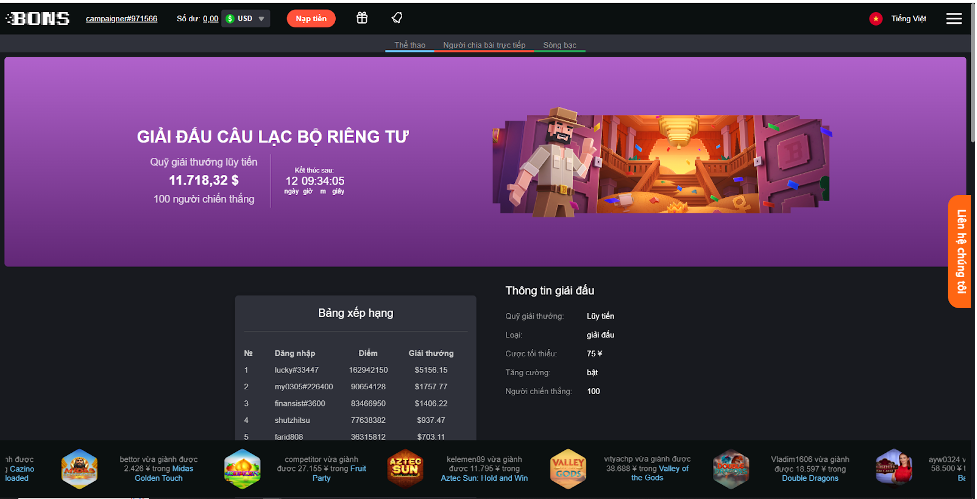 BONS campaigner#971566 Số dư: 0,00 $ USD Nạp tiền Tiếng Việt
Thể thao Người chia bài trực tiếp Sòng bạc
GIẢI ĐẤU CÂU LẠC BỘ RIÊNG TƯ
Quỹ giải thưởng lũy tiến
11.718,32 $
100 người chiến thắng
Kết thúc sau:
12 09:34:05
ngày giờ m giây
Liên hệ chúng tôi
Bảng xếp hạng
№ Đăng nhập Điểm Giải thưởng
1 lucky#33447 162942150 $5156.15
2 my0305#226400 90654128 $1757.77
3 finansist#3600 83466950 $1406.22
4 shulzhitsu 77638382 $937.47
5 farid808 36315812 $703.11
Thông tin giải đấu
Quỹ giải thưởng: Lũy tiến
Loại: giải đấu
Cược tối thiểu: 75 ¥
Tăng cường: bật
Người chiến thắng: 100
nh được
g Cazino
loaded
bettor vừa giành được
2.426 ¥ trong Midas
Golden Touch
competitor vừa giành
được 27.155 ¥ trong Fruit
Party
AZTEC
SUN
kelemen89 vừa giành
được 11.795 ¥ trong
Aztec Sun: Hold and Win
VALLEY
GODS
vityachp vừa giành được
38.688 ¥ trong Valley of
the Gods
Vladim1606 vừa giành
được 18.597 ¥ trong
Double Dragons
ayw0324 v
58.500 ¥ t
Ba